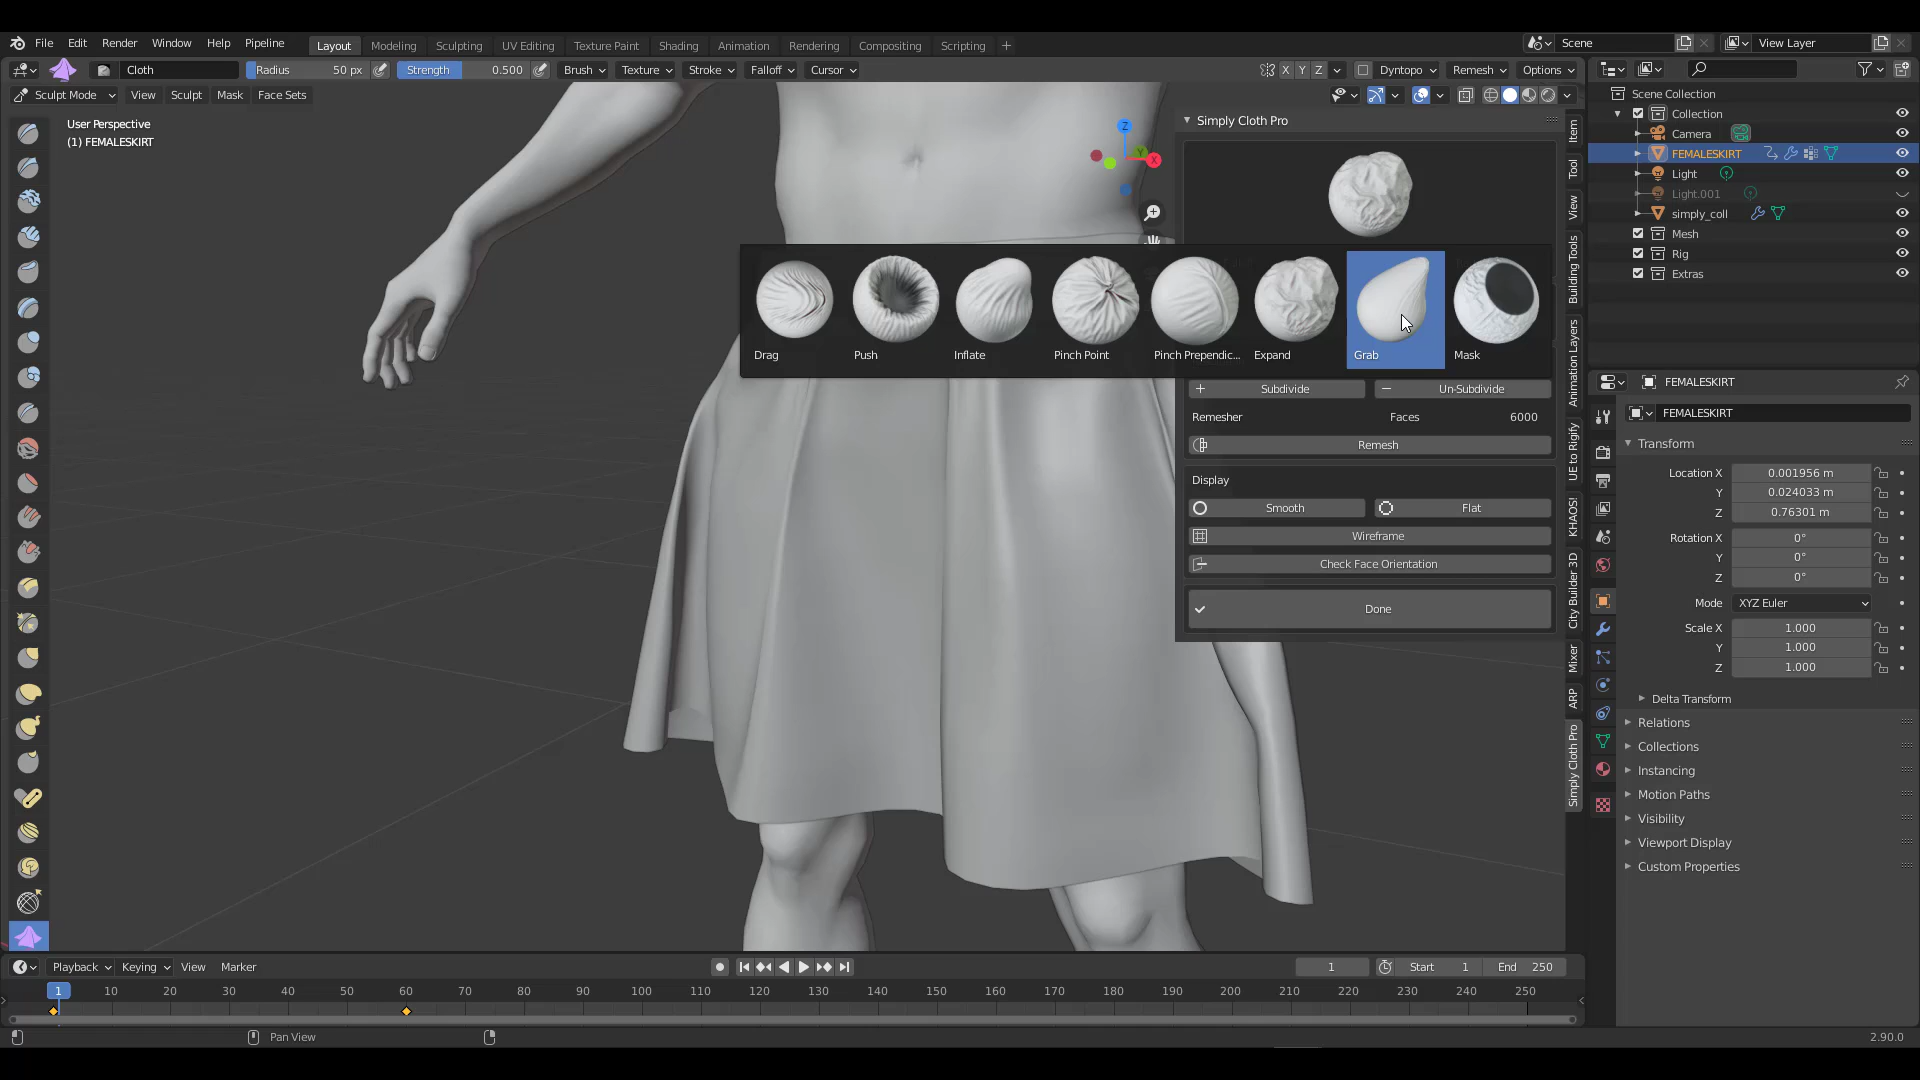 File Edit Render Window Help Pipeline Layout Modeling Sculpting UV Editing Texture Paint Shading Animation Rendering Compositing Scripting + Scene View Layer
Cloth Radius 50 px Strength 0.500 Brush Texture Stroke Falloff Cursor X Y Z Dyntopo Remesh Options
Sculpt Mode View Sculpt Mask Face Sets
User Perspective
(1) FEMALESKIRT
Z
Y
X
Simply Cloth Pro
Drag Push Inflate Pinch Point Pinch Prependic... Expand Grab Mask
Subdivide Un-Subdivide
Remesher Faces 6000
Remesh
Display
Smooth Flat
Wireframe
Check Face Orientation
Done
Item
Tool
View
Building Tools
Animation Layers
UE to Rigify
KHAOS!
City Builder 3D
Mixer
ARP
Simply Cloth Pro
Scene Collection
Collection
Camera
FEMALESKIRT
Light
Light.001
simply_coll
Mesh
Rig
Extras
FEMALESKIRT
FEMALESKIRT
Transform
Location X 0.001956 m
Y 0.024033 m
Z 0.76301 m
Rotation X 0°
Y 0°
Z 0°
Mode XYZ Euler
Scale X 1.000
Y 1.000
Z 1.000
Delta Transform
Relations
Collections
Instancing
Motion Paths
Visibility
Viewport Display
Custom Properties
Playback Keying View Marker 1 Start 1 End 250
1 10 20 30 40 50 60 70 80 90 100 110 120 130 140 150 160 170 180 190 200 210 220 230 240 250
Pan View 2.90.0